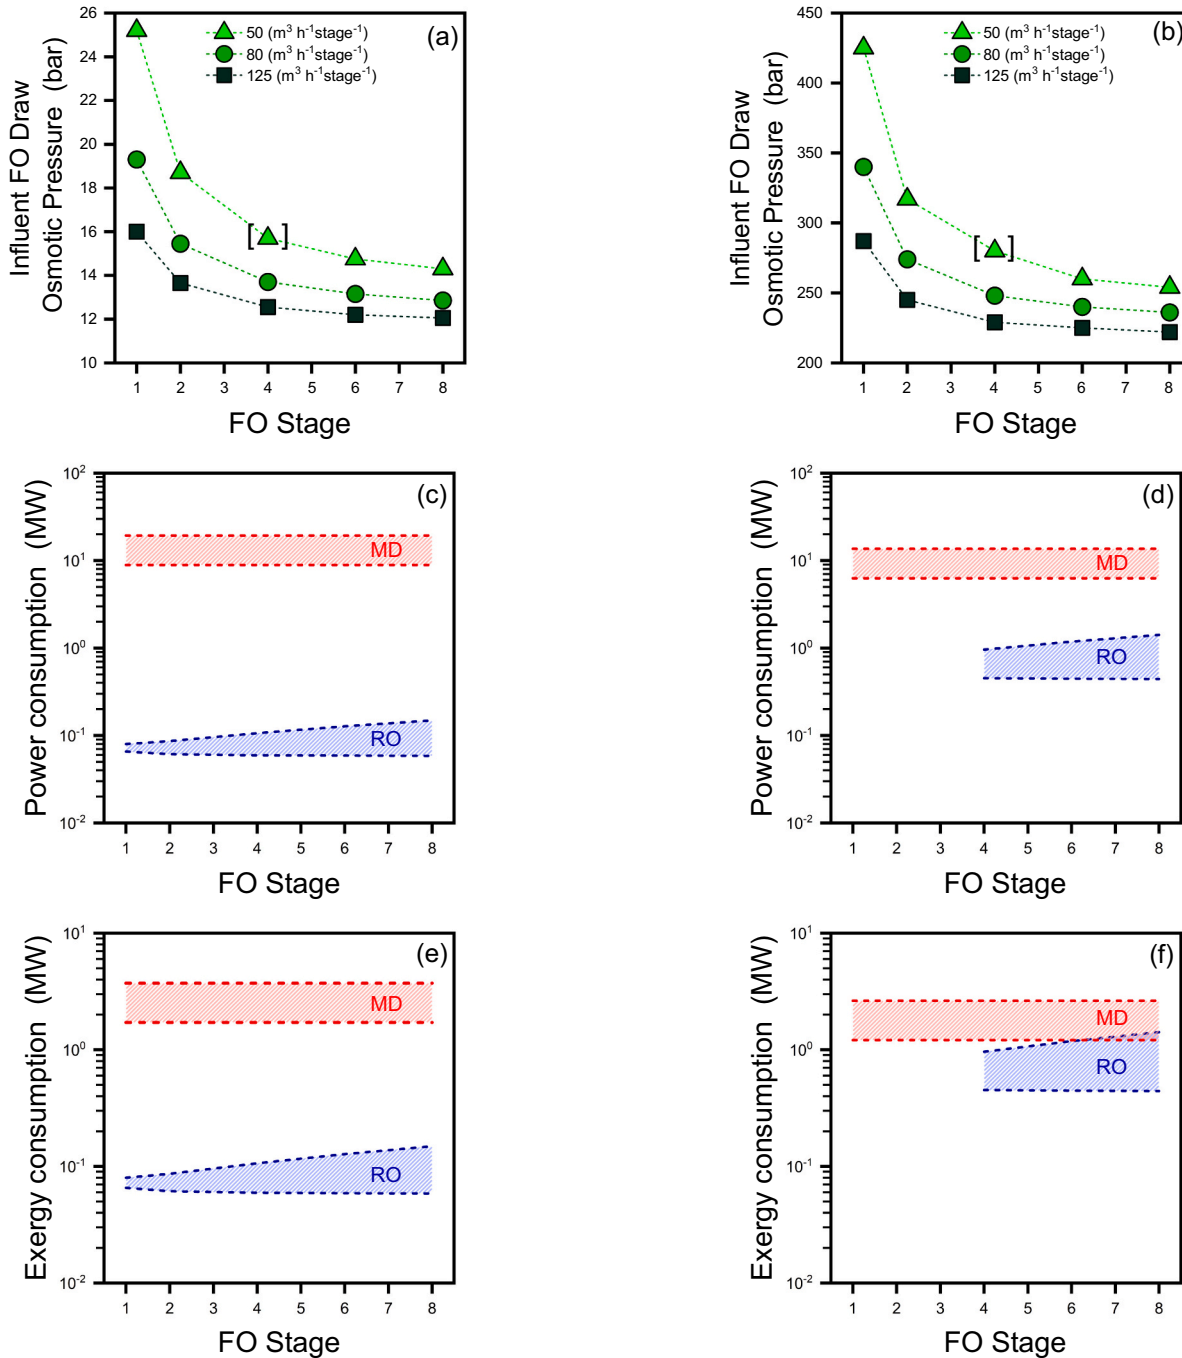 (a)
50 (m³ h⁻¹stage⁻¹)
80 (m³ h⁻¹stage⁻¹)
125 (m³ h⁻¹stage⁻¹)
Influent FO Draw
Osmotic Pressure (bar)
26
24
22
20
18
16
14
12
10
[ ]
1 2 3 4 5 6 7 8
FO Stage
(b)
50 (m³ h⁻¹stage⁻¹)
80 (m³ h⁻¹stage⁻¹)
125 (m³ h⁻¹stage⁻¹)
Influent FO Draw
Osmotic Pressure (bar)
450
400
350
300
250
200
[ ]
1 2 3 4 5 6 7 8
FO Stage
(c)
Power consumption (MW)
10²
10¹
10⁰
10⁻¹
10⁻²
MD
RO
1 2 3 4 5 6 7 8
FO Stage
(d)
Power consumption (MW)
10²
10¹
10⁰
10⁻¹
10⁻²
MD
RO
1 2 3 4 5 6 7 8
FO Stage
(e)
Exergy consumption (MW)
10¹
10⁰
10⁻¹
10⁻²
MD
RO
1 2 3 4 5 6 7 8
FO Stage
(f)
Exergy consumption (MW)
10¹
10⁰
10⁻¹
10⁻²
MD
RO
1 2 3 4 5 6 7 8
FO Stage